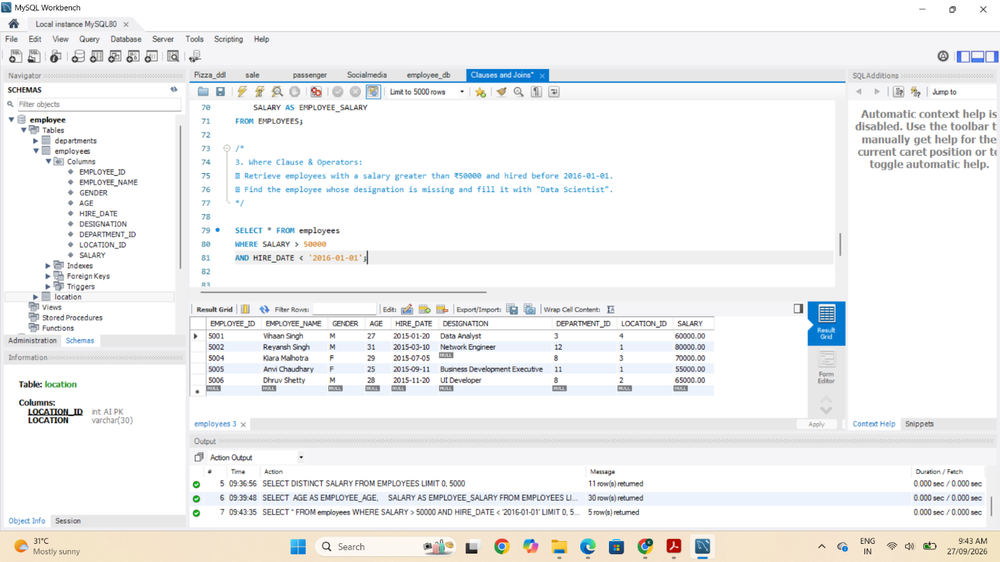 MySQL Workbench
Local instance MySQL80
File Edit View Query Database Server Tools Scripting Help
Navigator
SCHEMAS
Filter objects
employee
Tables
departments
employees
Columns
EMPLOYEE_ID
EMPLOYEE_NAME
GENDER
AGE
HIRE_DATE
DESIGNATION
DEPARTMENT_ID
LOCATION_ID
SALARY
Indexes
Foreign Keys
Triggers
location
Views
Stored Procedures
Functions
Administration Schemas
Information
Table: location
Columns:
LOCATION_ID int AI PK
LOCATION varchar(30)
Object Info Session
Pizza_ddl sale passenger Socialmedia employee_db Clauses and Joins*
Limit to 5000 rows
70 SALARY AS EMPLOYEE_SALARY
71 FROM EMPLOYEES;
72
73 /*
74 3. Where Clause & Operators:
75 Retrieve employees with a salary greater than ₹50000 and hired before 2016-01-01.
76 Find the employee whose designation is missing and fill it with "Data Scientist".
77 */
78
79 SELECT * FROM employees
80 WHERE SALARY > 50000
81 AND HIRE_DATE < '2016-01-01';
82
83
Result Grid Filter Rows: Edit: Export/Import: Wrap Cell Content:
EMPLOYEE_ID EMPLOYEE_NAME GENDER AGE HIRE_DATE DESIGNATION DEPARTMENT_ID LOCATION_ID SALARY
5001 Vihaan Singh M 27 2015-01-20 Data Analyst 3 4 60000.00
5002 Reyansh Singh M 31 2015-03-10 Network Engineer 12 1 80000.00
5004 Kiara Malhotra F 29 2015-07-05 NULL 8 3 70000.00
5005 Anvi Chaudhary F 25 2015-09-11 Business Development Executive 11 1 55000.00
5006 Dhruv Shetty M 28 2015-11-20 UI Developer 8 2 65000.00
NULL NULL NULL NULL NULL NULL NULL NULL NULL
Result
Grid
Form
Editor
employees 3
Apply
Output
Action Output
# Time Action Message Duration / Fetch
5 09:36:56 SELECT DISTINCT SALARY FROM EMPLOYEES LIMIT 0, 5000 11 row(s) returned 0.000 sec / 0.000 sec
6 09:39:48 SELECT AGE AS EMPLOYEE_AGE, SALARY AS EMPLOYEE_SALARY FROM EMPLOYEES LI... 30 row(s) returned 0.000 sec / 0.000 sec
7 09:43:35 SELECT * FROM employees WHERE SALARY > 50000 AND HIRE_DATE < '2016-01-01' LIMIT 0, 5... 5 row(s) returned 0.000 sec / 0.000 sec
SQLAdditions
Jump to
Automatic context help is
disabled. Use the toolbar t
manually get help for the
current caret position or to
toggle automatic help.
Context Help Snippets
31°C
Mostly sunny
Search
ENG
IN
9:43 AM
27/09/2026